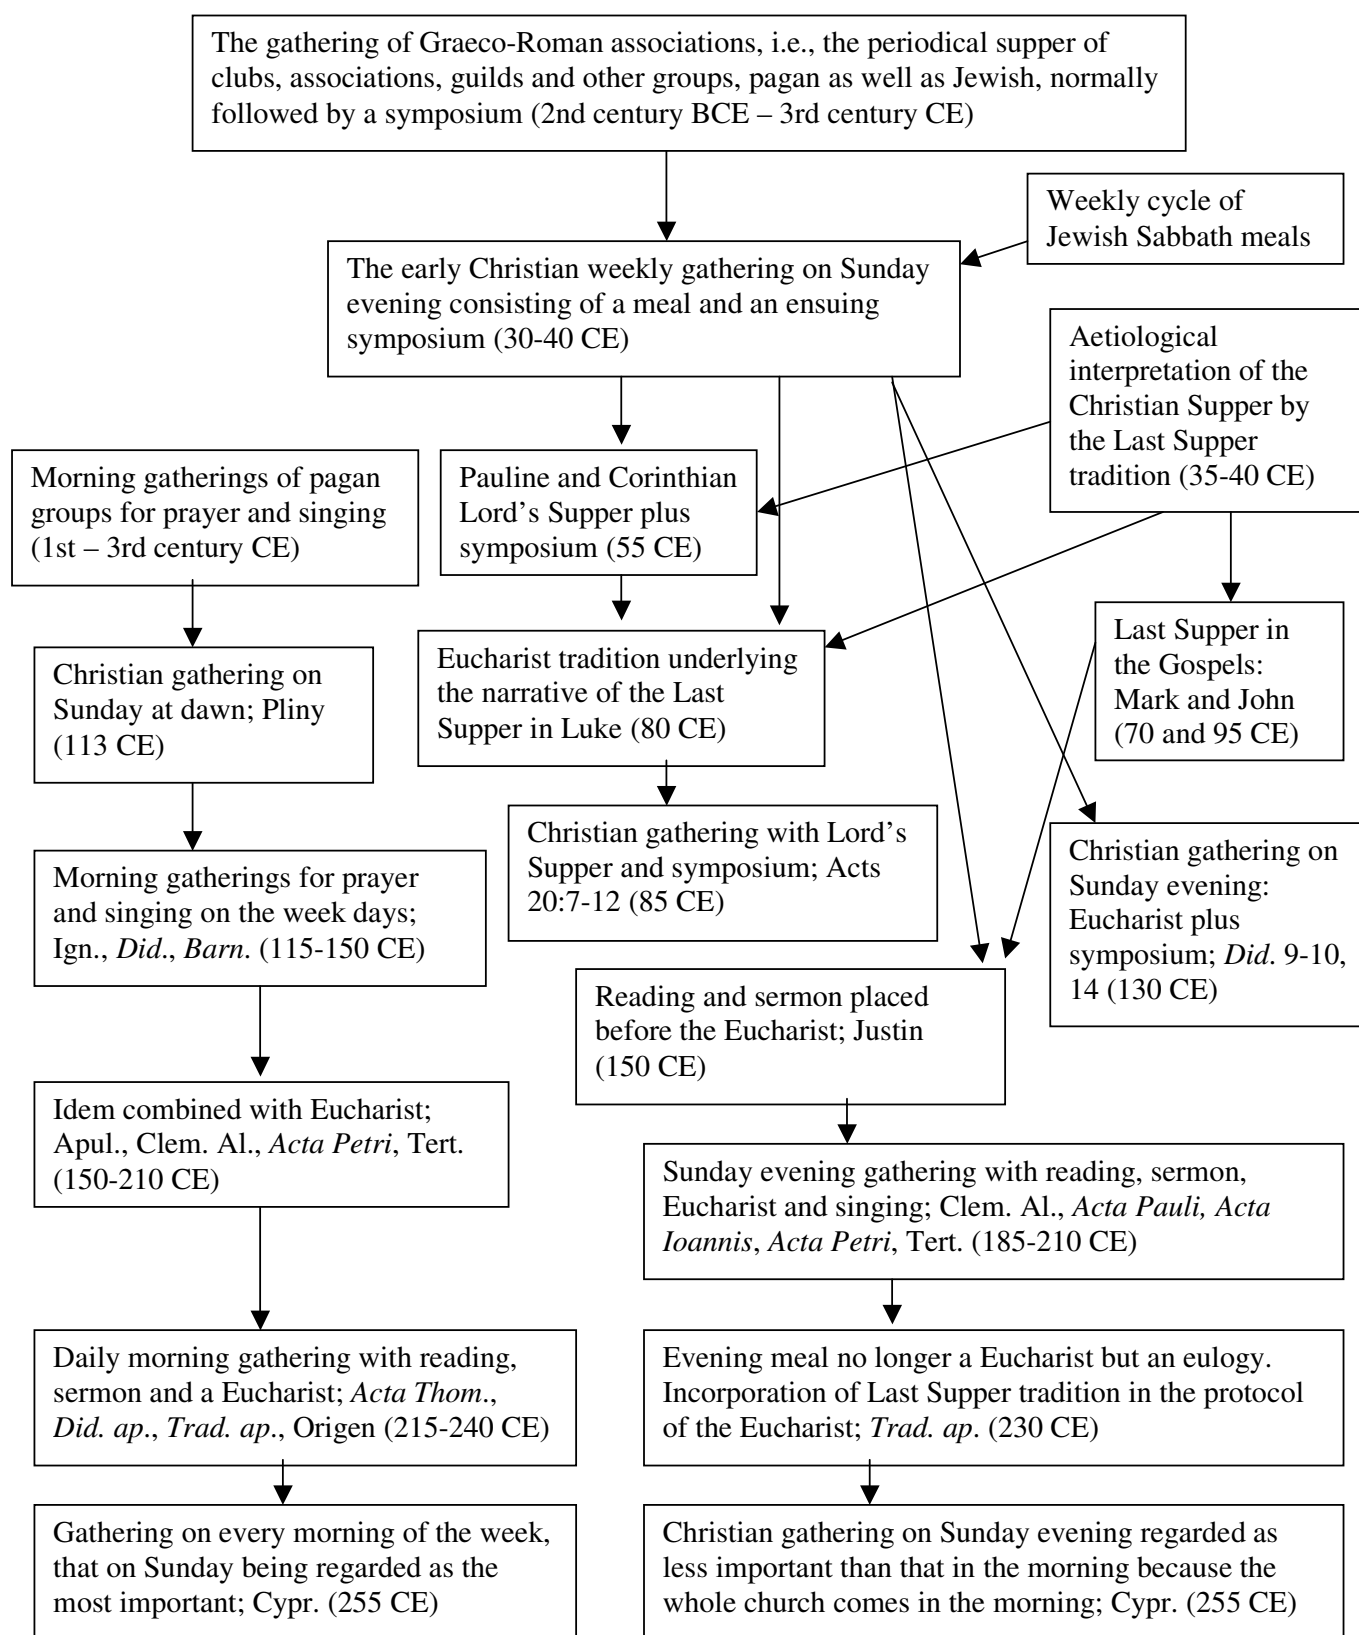 The gathering of Graeco-Roman associations, i.e., the periodical supper of
clubs, associations, guilds and other groups, pagan as well as Jewish, normally
followed by a symposium (2nd century BCE – 3rd century CE)
Weekly cycle of
Jewish Sabbath meals
The early Christian weekly gathering on Sunday
evening consisting of a meal and an ensuing
symposium (30-40 CE)
Aetiological
interpretation of the
Christian Supper by
the Last Supper
tradition (35-40 CE)
Morning gatherings of pagan
groups for prayer and singing
(1st – 3rd century CE)
Pauline and Corinthian
Lord’s Supper plus
symposium (55 CE)
Last Supper in
the Gospels:
Mark and John
(70 and 95 CE)
Christian gathering on
Sunday at dawn; Pliny
(113 CE)
Eucharist tradition underlying
the narrative of the Last
Supper in Luke (80 CE)
Christian gathering with Lord’s
Supper and symposium; Acts
20:7-12 (85 CE)
Christian gathering on
Sunday evening:
Eucharist plus
symposium; Did. 9-10,
14 (130 CE)
Morning gatherings for prayer
and singing on the week days;
Ign., Did., Barn. (115-150 CE)
Reading and sermon placed
before the Eucharist; Justin
(150 CE)
Idem combined with Eucharist;
Apul., Clem. Al., Acta Petri, Tert.
(150-210 CE)
Sunday evening gathering with reading, sermon,
Eucharist and singing; Clem. Al., Acta Pauli, Acta
Ioannis, Acta Petri, Tert. (185-210 CE)
Daily morning gathering with reading,
sermon and a Eucharist; Acta Thom.,
Did. ap., Trad. ap., Origen (215-240 CE)
Evening meal no longer a Eucharist but an eulogy.
Incorporation of Last Supper tradition in the protocol
of the Eucharist; Trad. ap. (230 CE)
Gathering on every morning of the week,
that on Sunday being regarded as the
most important; Cypr. (255 CE)
Christian gathering on Sunday evening regarded as
less important than that in the morning because the
whole church comes in the morning; Cypr. (255 CE)